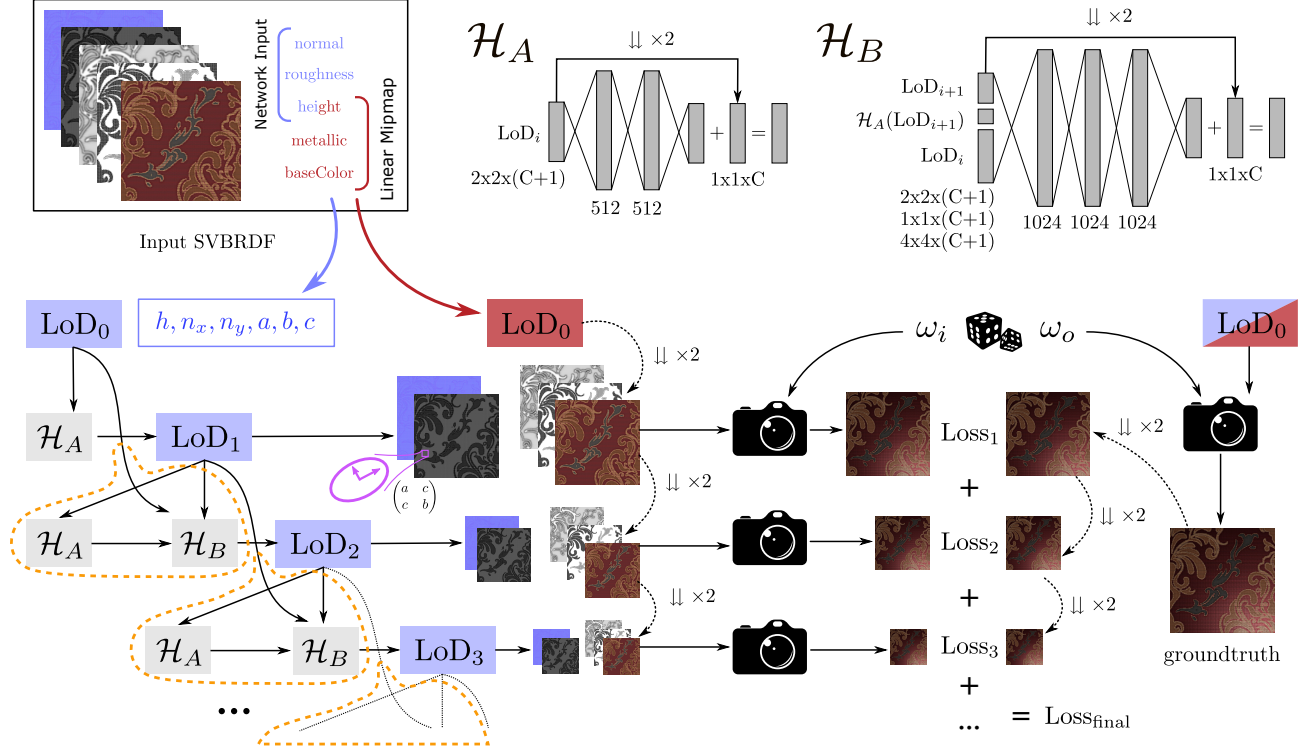 Network Input
normal
roughness
height
metallic
baseColor
Linear Mipmap
Input SVBRDF
ℋ_A
⇊ ×2
LoD_i
2x2x(C+1)
512 512
+ =
1x1xC
ℋ_B
⇊ ×2
LoD_{i+1}
ℋ_A(LoD_{i+1})
LoD_i
2x2x(C+1)
1x1x(C+1)
4x4x(C+1)
1024 1024 1024
+ =
1x1xC
LoD_0
h, n_x, n_y, a, b, c
LoD_0
⇊ ×2
ω_i ω_o
LoD_0
ℋ_A
LoD_1
(a c
c b)
⇊ ×2
Loss_1
⇊ ×2
+
⇊ ×2
ℋ_A
ℋ_B
LoD_2
Loss_2
⇊ ×2
+
⇊ ×2
ℋ_A
ℋ_B
LoD_3
Loss_3
groundtruth
+
...
... = Loss_final